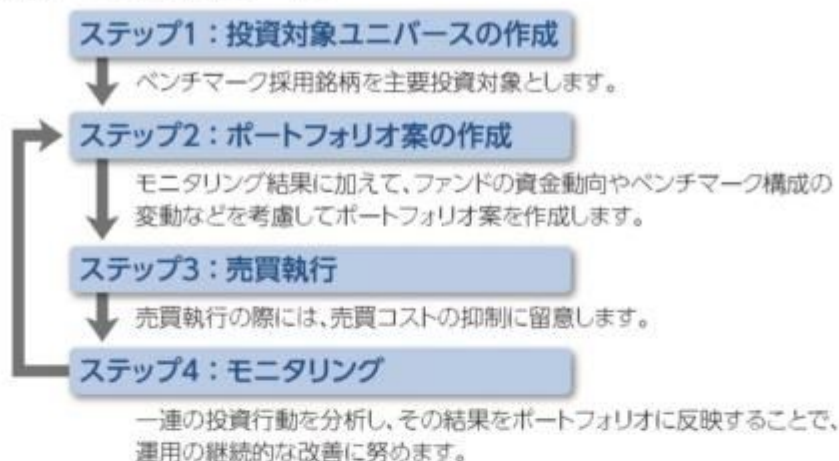 ステップ1：投資対象ユニバースの作成
ベンチマーク採用銘柄を主要投資対象とします。
ステップ2：ポートフォリオ案の作成
モニタリング結果に加えて、ファンドの資金動向やベンチマーク構成の
変動などを考慮してポートフォリオ案を作成します。
ステップ3：売買執行
売買執行の際には、売買コストの抑制に留意します。
ステップ4：モニタリング
一連の投資行動を分析し、その結果をポートフォリオに反映することで、
運用の継続的な改善に努めます。